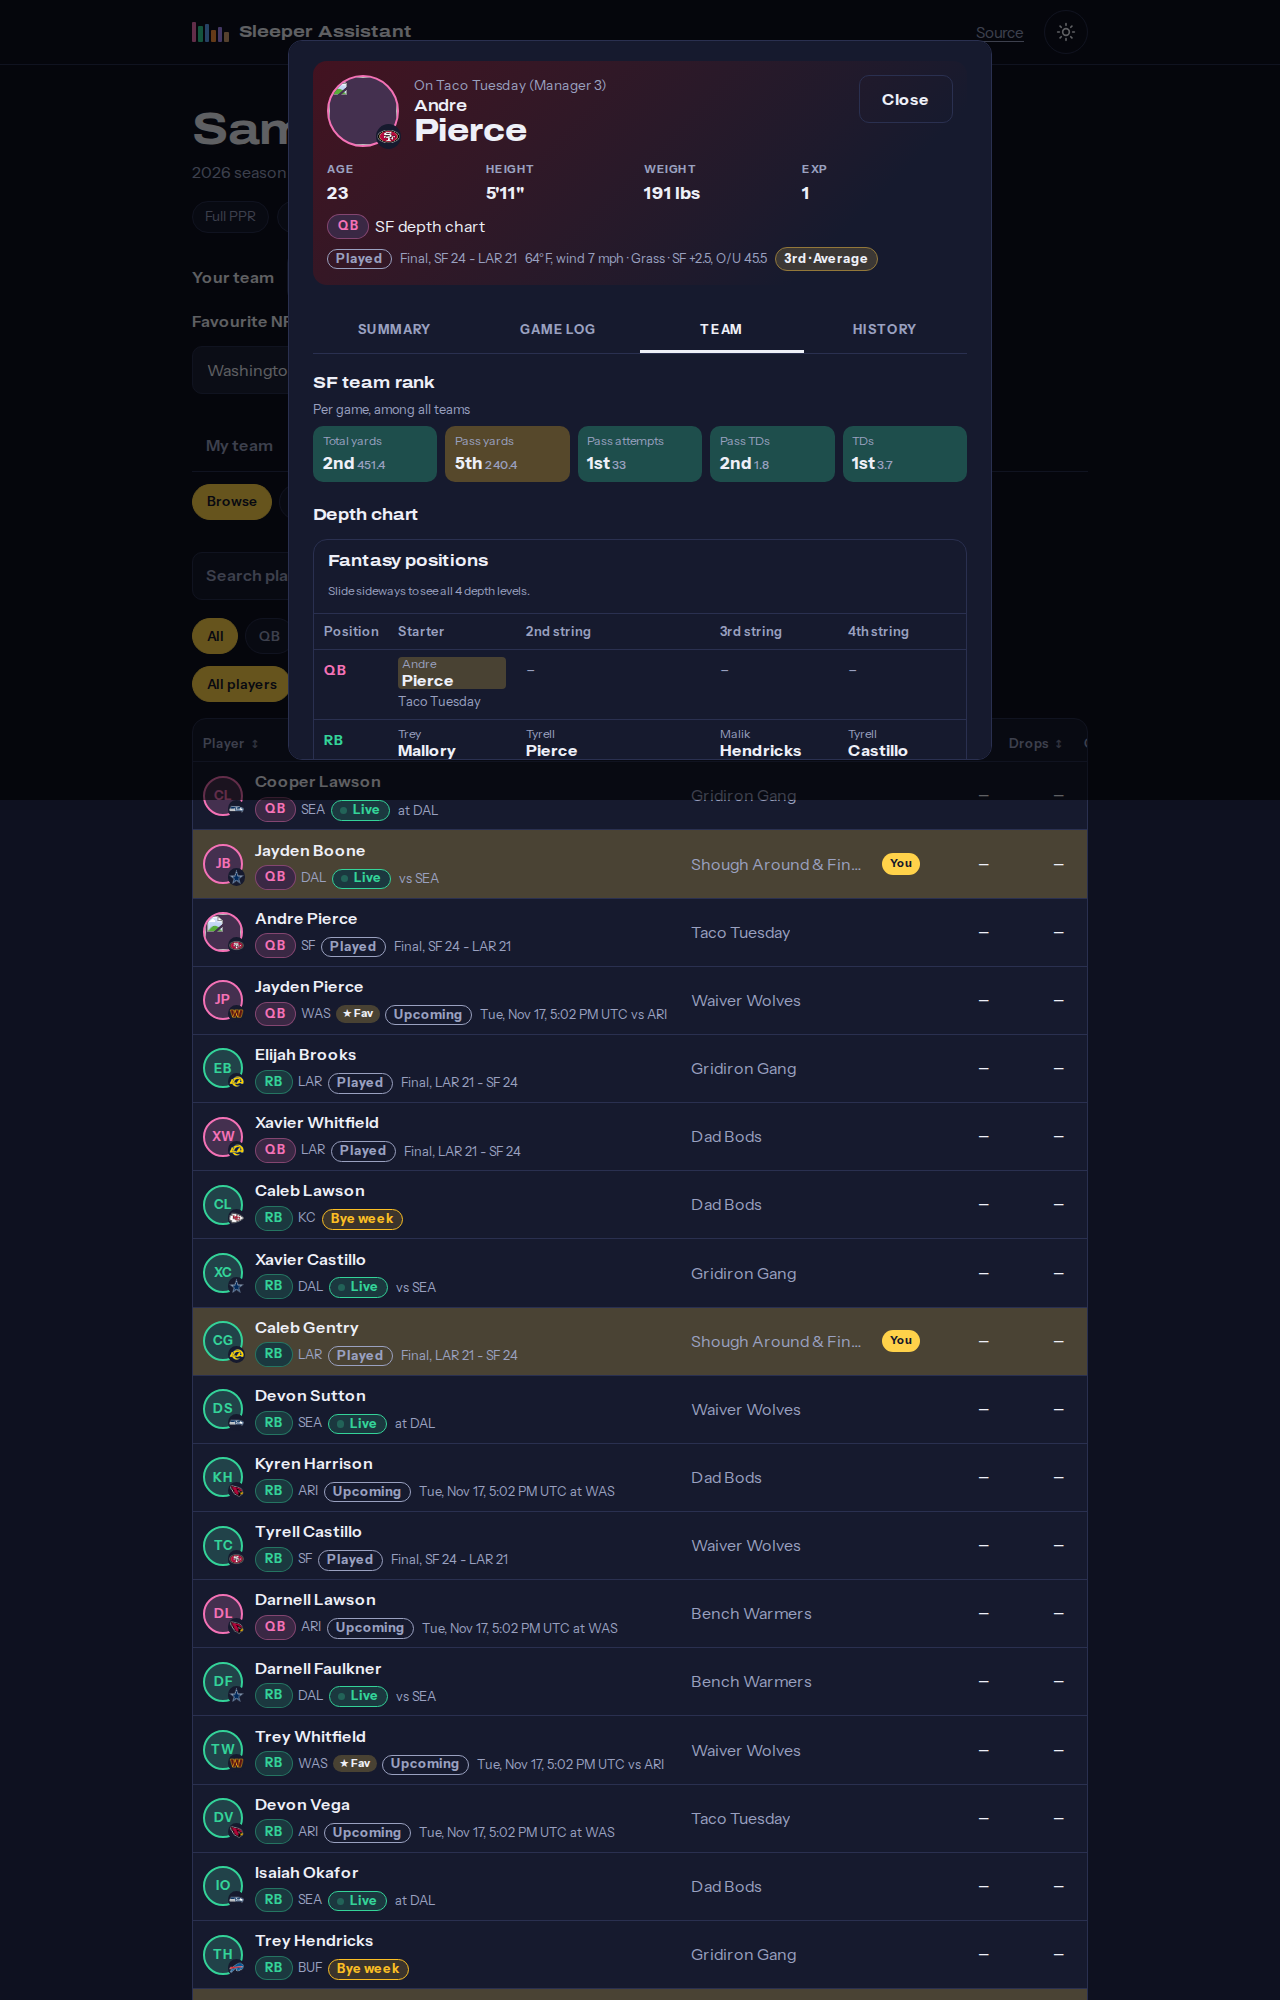 Sleeper Assistant
Source
Sam
2026 season
Full PPR
Your team
Favourite NF
Washingto
My team
Browse
Search pla
All
QB
All players
On Taco Tuesday (Manager 3)
Andre
Pierce
Close
AGE HEIGHT WEIGHT EXP
23 5'11" 191 lbs 1
QB SF depth chart
Played Final, SF 24 - LAR 21 64°F, wind 7 mph · Grass · SF +2.5, O/U 45.5 3rd · Average
SUMMARY GAME LOG TEAM HISTORY
SF team rank
Per game, among all teams
Total yards Pass yards Pass attempts Pass TDs TDs
2nd 451.4 5th 240.4 1st 33 2nd 1.8 1st 3.7
Depth chart
Fantasy positions
Slide sideways to see all 4 depth levels.
Position Starter 2nd string 3rd string 4th string
QB Andre Pierce – – –
Taco Tuesday
RB Trey Mallory Tyrell Pierce Malik Hendricks Tyrell Castillo
Player ↕ Drops ↕
CL Cooper Lawson
QB SEA Live at DAL Gridiron Gang – –
JB Jayden Boone
QB DAL Live vs SEA Shough Around & Fin... You – –
Andre Pierce
QB SF Played Final, SF 24 - LAR 21 Taco Tuesday – –
JP Jayden Pierce
QB WAS ★ Fav Upcoming Tue, Nov 17, 5:02 PM UTC vs ARI Waiver Wolves – –
EB Elijah Brooks
RB LAR Played Final, LAR 21 - SF 24 Gridiron Gang – –
XW Xavier Whitfield
QB LAR Played Final, LAR 21 - SF 24 Dad Bods – –
CL Caleb Lawson
RB KC Bye week Dad Bods – –
XC Xavier Castillo
RB DAL Live vs SEA Gridiron Gang – –
CG Caleb Gentry
RB LAR Played Final, LAR 21 - SF 24 Shough Around & Fin... You – –
DS Devon Sutton
RB SEA Live at DAL Waiver Wolves – –
KH Kyren Harrison
RB ARI Upcoming Tue, Nov 17, 5:02 PM UTC at WAS Dad Bods – –
TC Tyrell Castillo
RB SF Played Final, SF 24 - LAR 21 Waiver Wolves – –
DL Darnell Lawson
QB ARI Upcoming Tue, Nov 17, 5:02 PM UTC at WAS Bench Warmers – –
DF Darnell Faulkner
RB DAL Live vs SEA Bench Warmers – –
TW Trey Whitfield
RB WAS ★ Fav Upcoming Tue, Nov 17, 5:02 PM UTC vs ARI Waiver Wolves – –
DV Devon Vega
RB ARI Upcoming Tue, Nov 17, 5:02 PM UTC at WAS Taco Tuesday – –
IO Isaiah Okafor
RB SEA Live at DAL Dad Bods – –
TH Trey Hendricks
RB BUF Bye week Gridiron Gang – –